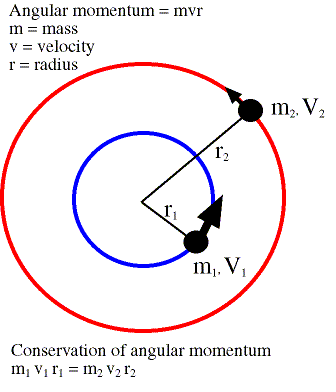 Angular momentum = mvr
m = mass
v = velocity
r = radius
m₂, V₂
r₂
r₁
m₁, V₁
Conservation of angular momentum
m₁ v₁ r₁ = m₂ v₂ r₂